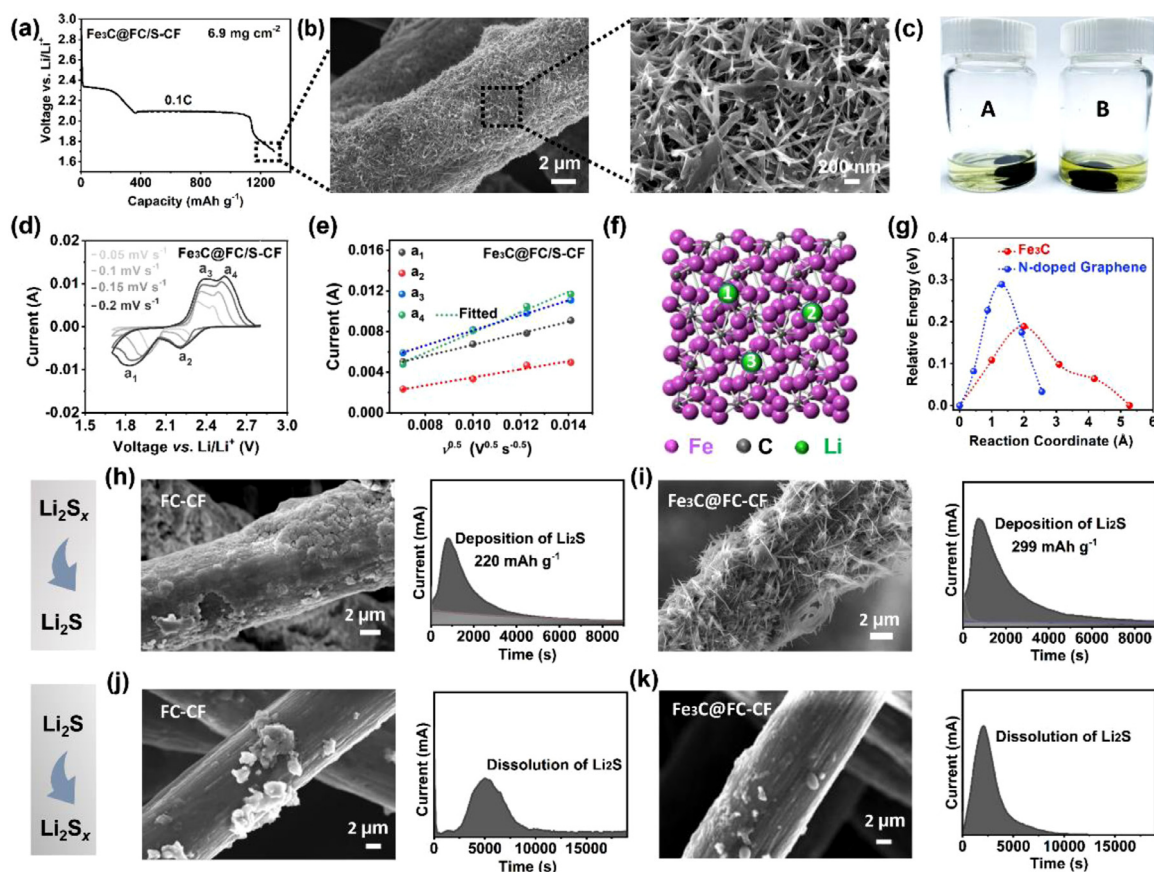 (a)
Fe₃C@FC/S-CF 6.9 mg cm⁻²
0.1C
Voltage vs. Li/Li⁺
3.0
2.8
2.6
2.4
2.2
2.0
1.8
1.6
0 400 800 1200
Capacity (mAh g⁻¹)
(b)
2 μm
200 nm
(c)
A
B
(d)
Fe₃C@FC/S-CF
0.05 mV s⁻¹
0.1 mV s⁻¹
0.15 mV s⁻¹
0.2 mV s⁻¹
a₃ a₄
a₁ a₂
Current (A)
0.02
0.01
0.00
-0.01
-0.02
1.5 1.8 2.1 2.4 2.7 3.0
Voltage vs. Li/Li⁺ (V)
(e)
Fe₃C@FC/S-CF
a₁
a₂
a₃
a₄
Fitted
Current (A)
0.016
0.012
0.008
0.004
0.000
0.008 0.010 0.012 0.014
ν⁰·⁵ (V⁰·⁵ s⁻⁰·⁵)
(f)
1
2
3
Fe C Li
(g)
Fe₃C
N-doped Graphene
Relative Energy (eV)
0.4
0.3
0.2
0.1
0.0
0 1 2 3 4 5 6
Reaction Coordinate (Å)
Li₂Sₓ
Li₂S
(h)
FC-CF
2 μm
Current (mA)
Deposition of Li₂S
220 mAh g⁻¹
0 2000 4000 6000 8000
Time (s)
(i)
Fe₃C@FC-CF
2 μm
Current (mA)
Deposition of Li₂S
299 mAh g⁻¹
0 2000 4000 6000 8000
Time (s)
Li₂S
Li₂Sₓ
(j)
FC-CF
2 μm
Current (mA)
Dissolution of Li₂S
0 5000 10000 15000
Time (s)
(k)
Fe₃C@FC-CF
2 μm
Current (mA)
Dissolution of Li₂S
0 5000 10000 15000
Time (s)